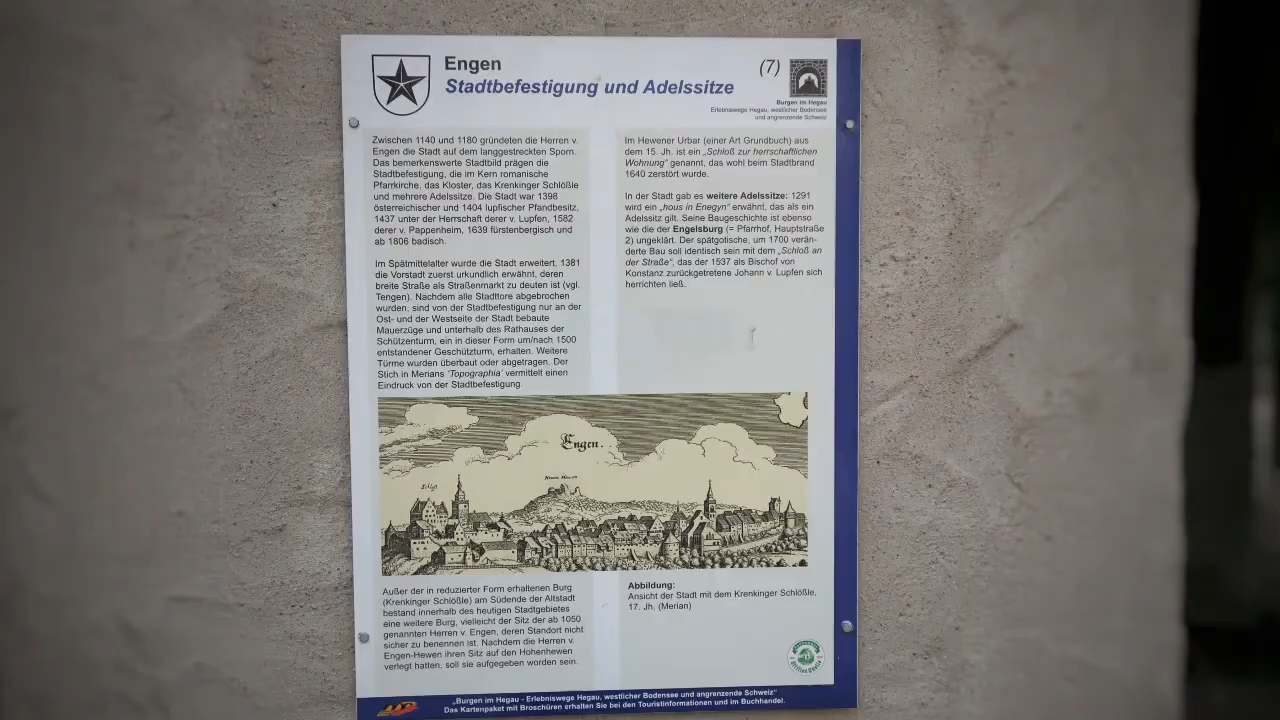 Engen
Stadtbefestigung und Adelssitze
(7)
Burgen im Hegau
Erlebniswege Hegau, westlicher Bodensee
und angrenzende Schweiz
Zwischen 1140 und 1180 gründeten die Herren v.
Engen die Stadt auf dem langgestreckten Sporn.
Das bemerkenswerte Stadtbild prägen die
Stadtbefestigung, die im Kern romanische
Pfarrkirche, das Kloster, das Krenkinger Schlößle
und mehrere Adelssitze. Die Stadt war 1398
österreichischer und 1404 lupfischer Pfandbesitz,
1437 unter der Herrschaft derer v. Lupfen, 1582
derer v. Pappenheim, 1639 fürstenbergisch und
ab 1806 badisch.
Im Spätmittelalter wurde die Stadt erweitert, 1381
die Vorstadt zuerst urkundlich erwähnt, deren
breite Straße als Straßenmarkt zu deuten ist (vgl.
Tengen). Nachdem alle Stadttore abgebrochen
wurden, sind von der Stadtbefestigung nur an der
Ost- und der Westseite der Stadt bebaute
Mauerzüge und unterhalb des Rathauses der
Schützenturm, ein in dieser Form um/nach 1500
entstandener Geschützturm, erhalten. Weitere
Türme wurden überbaut oder abgetragen. Der
Stich in Merians 'Topographia' vermittelt einen
Eindruck von der Stadtbefestigung.
Im Hewener Urbar (einer Art Grundbuch) aus
dem 15. Jh. ist ein „Schloß zur herrschaftlichen
Wohnung“ genannt, das wohl beim Stadtbrand
1640 zerstört wurde.
In der Stadt gab es weitere Adelssitze: 1291
wird ein „hous in Enegyn“ erwähnt, das als ein
Adelssitz gilt. Seine Baugeschichte ist ebenso
wie die der Engelsburg (= Pfarrhof, Hauptstraße
2) ungeklärt. Der spätgotische, um 1700 verän-
derte Bau soll identisch sein mit dem „Schloß an
der Straße“, das der 1537 als Bischof von
Konstanz zurückgetretene Johann v. Lupfen sich
herrichten ließ.
Engen.
Außer der in reduzierter Form erhaltenen Burg
(Krenkinger Schlößle) am Südende der Altstadt
bestand innerhalb des heutigen Stadtgebietes
eine weitere Burg, vielleicht der Sitz der ab 1050
genannten Herren v. Engen, deren Standort nicht
sicher zu benennen ist. Nachdem die Herren v.
Engen-Hewen ihren Sitz auf den Hohenhewen
verlegt hatten, soll sie aufgegeben worden sein.
Abbildung:
Ansicht der Stadt mit dem Krenkinger Schlößle,
17. Jh. (Merian)
„Burgen im Hegau - Erlebniswege Hegau, westlicher Bodensee und angrenzende Schweiz“
Das Kartenpaket mit Broschüren erhalten Sie bei den Touristinformationen und im Buchhandel.